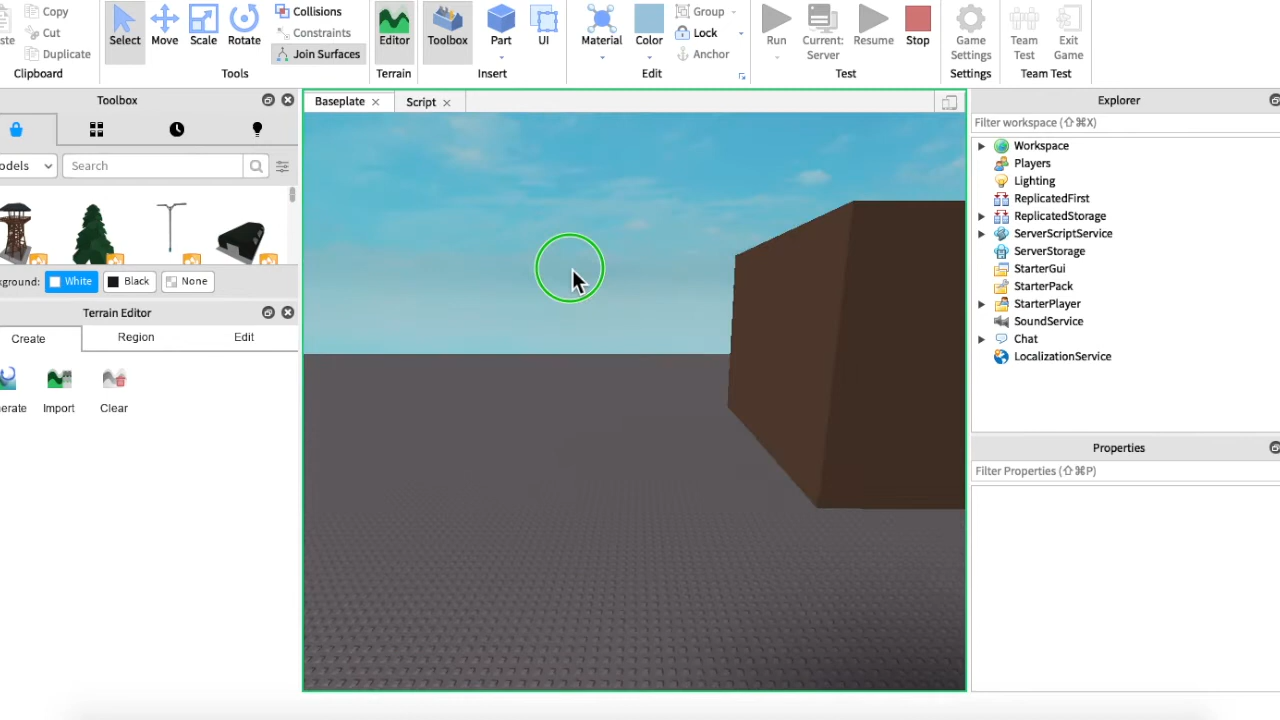 Copy
Cut
Duplicate
Clipboard
Select
Move
Scale
Rotate
Collisions
Constraints
Join Surfaces
Tools
Editor
Terrain
Toolbox
Part
UI
Insert
Material
Color
Group
Lock
Anchor
Edit
Run
Current:
Server
Resume
Stop
Test
Game
Settings
Settings
Team
Test
Exit
Game
Team Test
Toolbox
odels
Search
ground:
White
Black
None
Terrain Editor
Create
Region
Edit
erate
Import
Clear
Baseplate
Script
Explorer
Filter workspace (⇧⌘X)
Workspace
Players
Lighting
ReplicatedFirst
ReplicatedStorage
ServerScriptService
ServerStorage
StarterGui
StarterPack
StarterPlayer
SoundService
Chat
LocalizationService
Properties
Filter Properties (⇧⌘P)